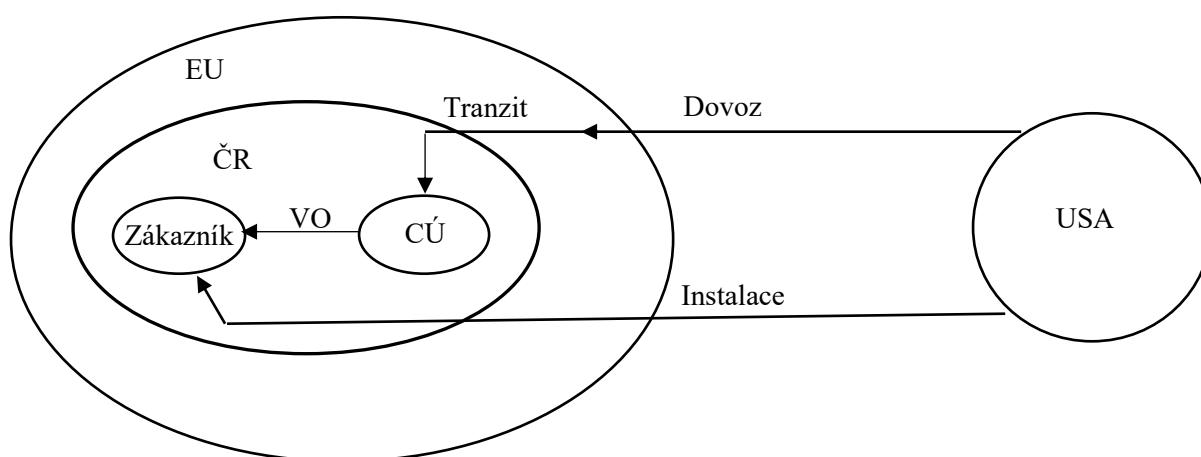 EU
Tranzit
Dovoz
ČR
VO
Zákazník
CÚ
USA
Instalace